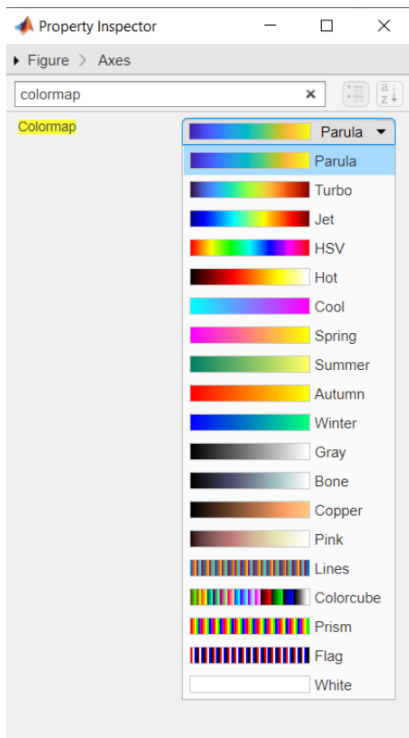 Property Inspector
Figure > Axes
colormap
a z
Colormap
Parula
Parula
Turbo
Jet
HSV
Hot
Cool
Spring
Summer
Autumn
Winter
Gray
Bone
Copper
Pink
Lines
Colorcube
Prism
Flag
White